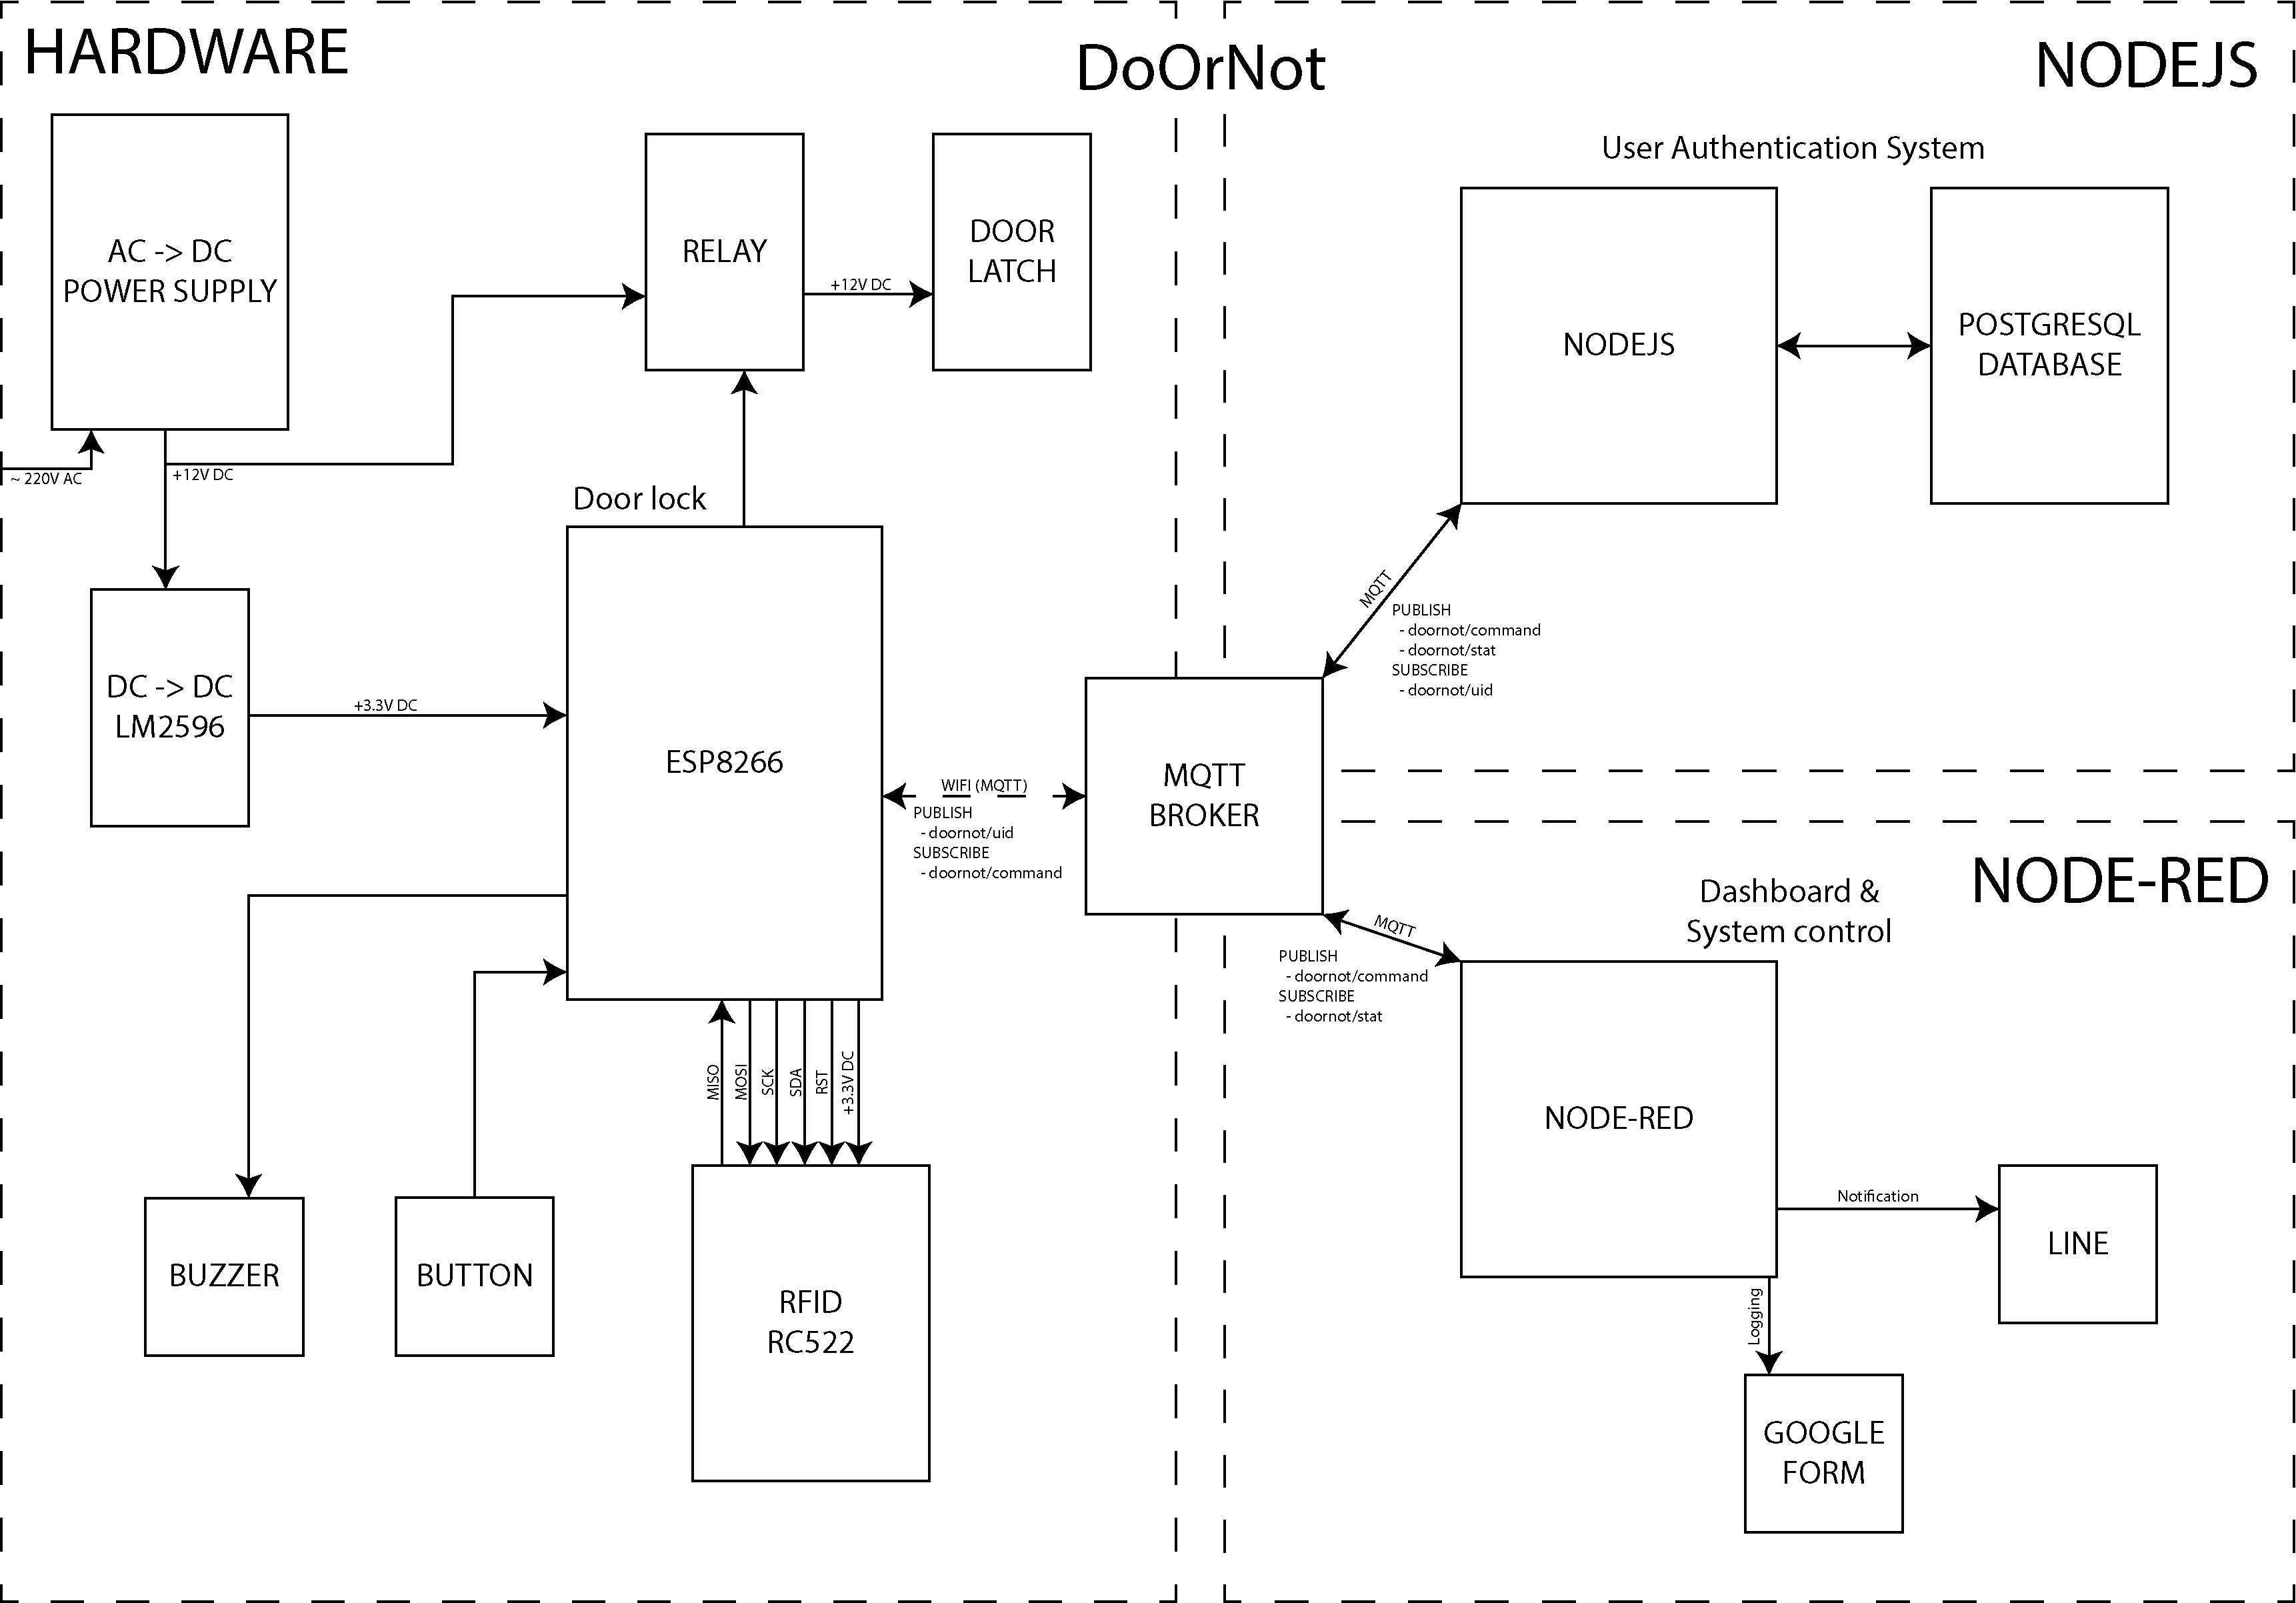 HARDWARE
DoOrNot
NODEJS
AC -> DC
POWER SUPPLY
~ 220V AC
+12V DC
RELAY
+12V DC
DOOR
LATCH
DC -> DC
LM2596
+3.3V DC
Door lock
ESP8266
WIFI (MQTT)
PUBLISH
- doornot/uid
SUBSCRIBE
- doornot/command
MISO
MOSI
SCK
SDA
RST
+3.3V DC
BUZZER
BUTTON
RFID
RC522
MQTT
BROKER
User Authentication System
NODEJS
POSTGRESQL
DATABASE
MQTT
PUBLISH
- doornot/command
- doornot/stat
SUBSCRIBE
- doornot/uid
NODE-RED
Dashboard &
System control
MQTT
PUBLISH
- doornot/command
SUBSCRIBE
- doornot/stat
NODE-RED
Notification
LINE
Logging
GOOGLE
FORM